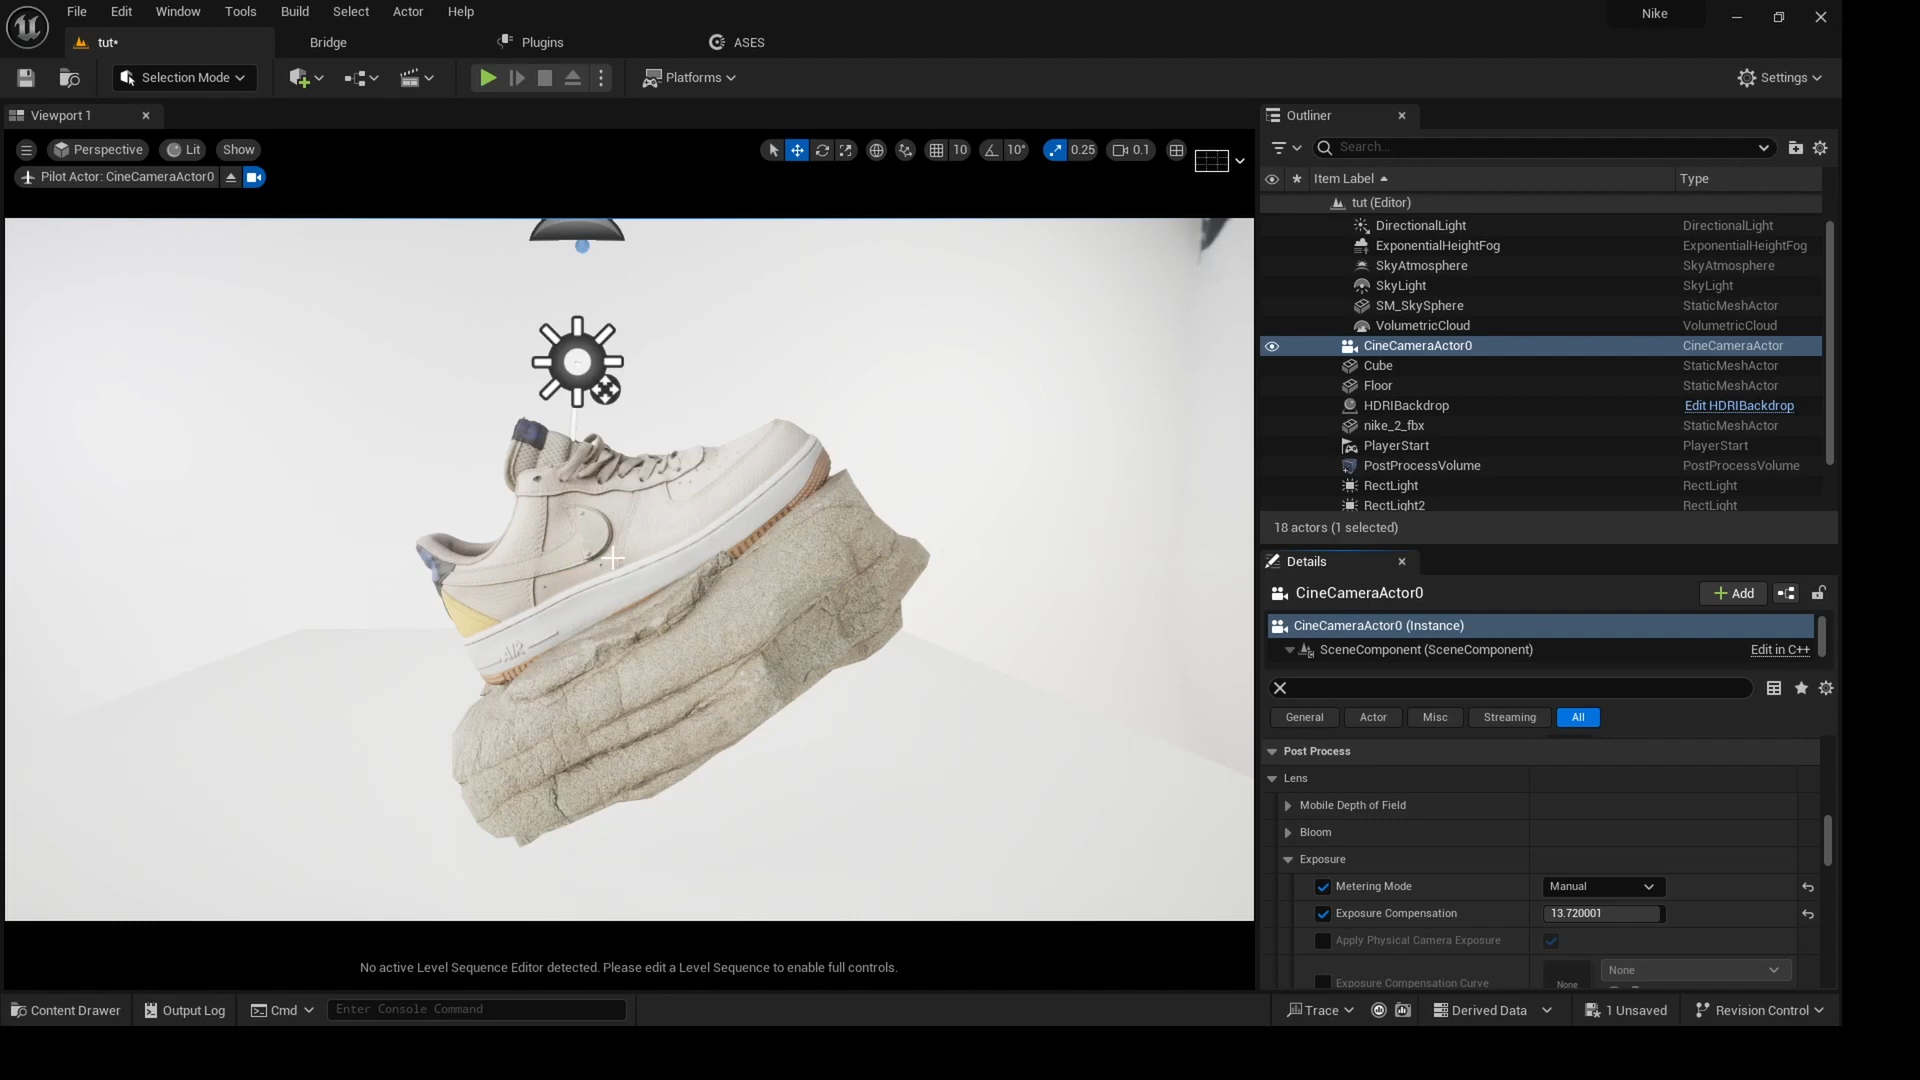 File Edit Window Tools Build Select Actor Help
Nike
tut*
Bridge
Plugins
ASES
Selection Mode
Platforms
Settings
Viewport 1
Perspective
Lit
Show
10
10°
0.25
0.1
Pilot Actor: CineCameraActor0
AIR
No active Level Sequence Editor detected. Please edit a Level Sequence to enable full controls.
Outliner
Search...
Item Label Type
tut (Editor)
DirectionalLight DirectionalLight
ExponentialHeightFog ExponentialHeightFog
SkyAtmosphere SkyAtmosphere
SkyLight SkyLight
SM_SkySphere StaticMeshActor
VolumetricCloud VolumetricCloud
CineCameraActor0 CineCameraActor
Cube StaticMeshActor
Floor StaticMeshActor
HDRIBackdrop Edit HDRIBackdrop
nike_2_fbx StaticMeshActor
PlayerStart PlayerStart
PostProcessVolume PostProcessVolume
RectLight RectLight
RectLight2 RectLight
18 actors (1 selected)
Details
CineCameraActor0
Add
CineCameraActor0 (Instance)
SceneComponent (SceneComponent) Edit in C++
General Actor Misc Streaming All
Post Process
Lens
Mobile Depth of Field
Bloom
Exposure
Metering Mode Manual
Exposure Compensation 13.720001
Apply Physical Camera Exposure
Exposure Compensation Curve None None
Content Drawer
Output Log
Cmd
Enter Console Command
Trace
Derived Data
1 Unsaved
Revision Control